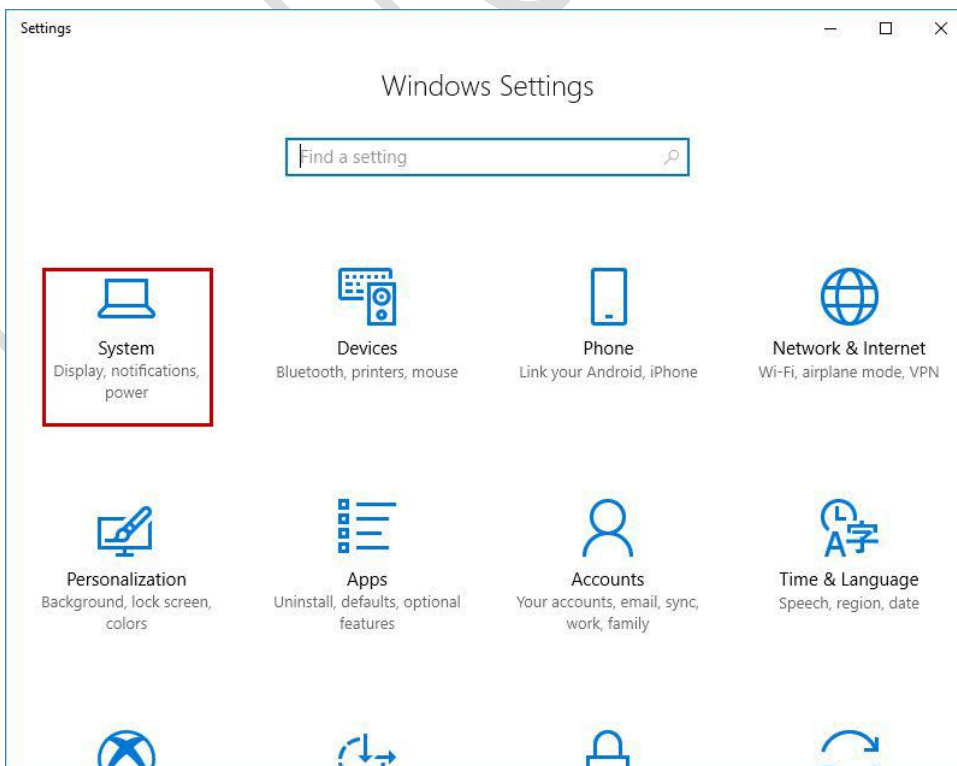 Settings
Windows Settings
Find a setting
System
Display, notifications,
power
Devices
Bluetooth, printers, mouse
Phone
Link your Android, iPhone
Network & Internet
Wi-Fi, airplane mode, VPN
Personalization
Background, lock screen,
colors
Apps
Uninstall, defaults, optional
features
Accounts
Your accounts, email, sync,
work, family
A字
Time & Language
Speech, region, date